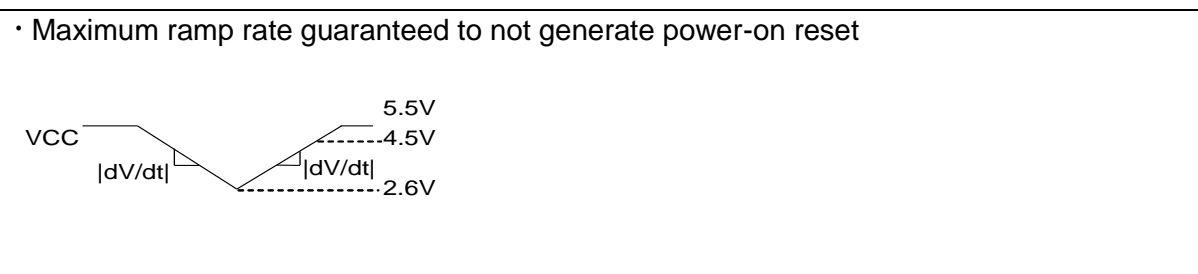 ・Maximum ramp rate guaranteed to not generate power-on reset
5.5V
VCC
4.5V
|dV/dt|
|dV/dt|
2.6V